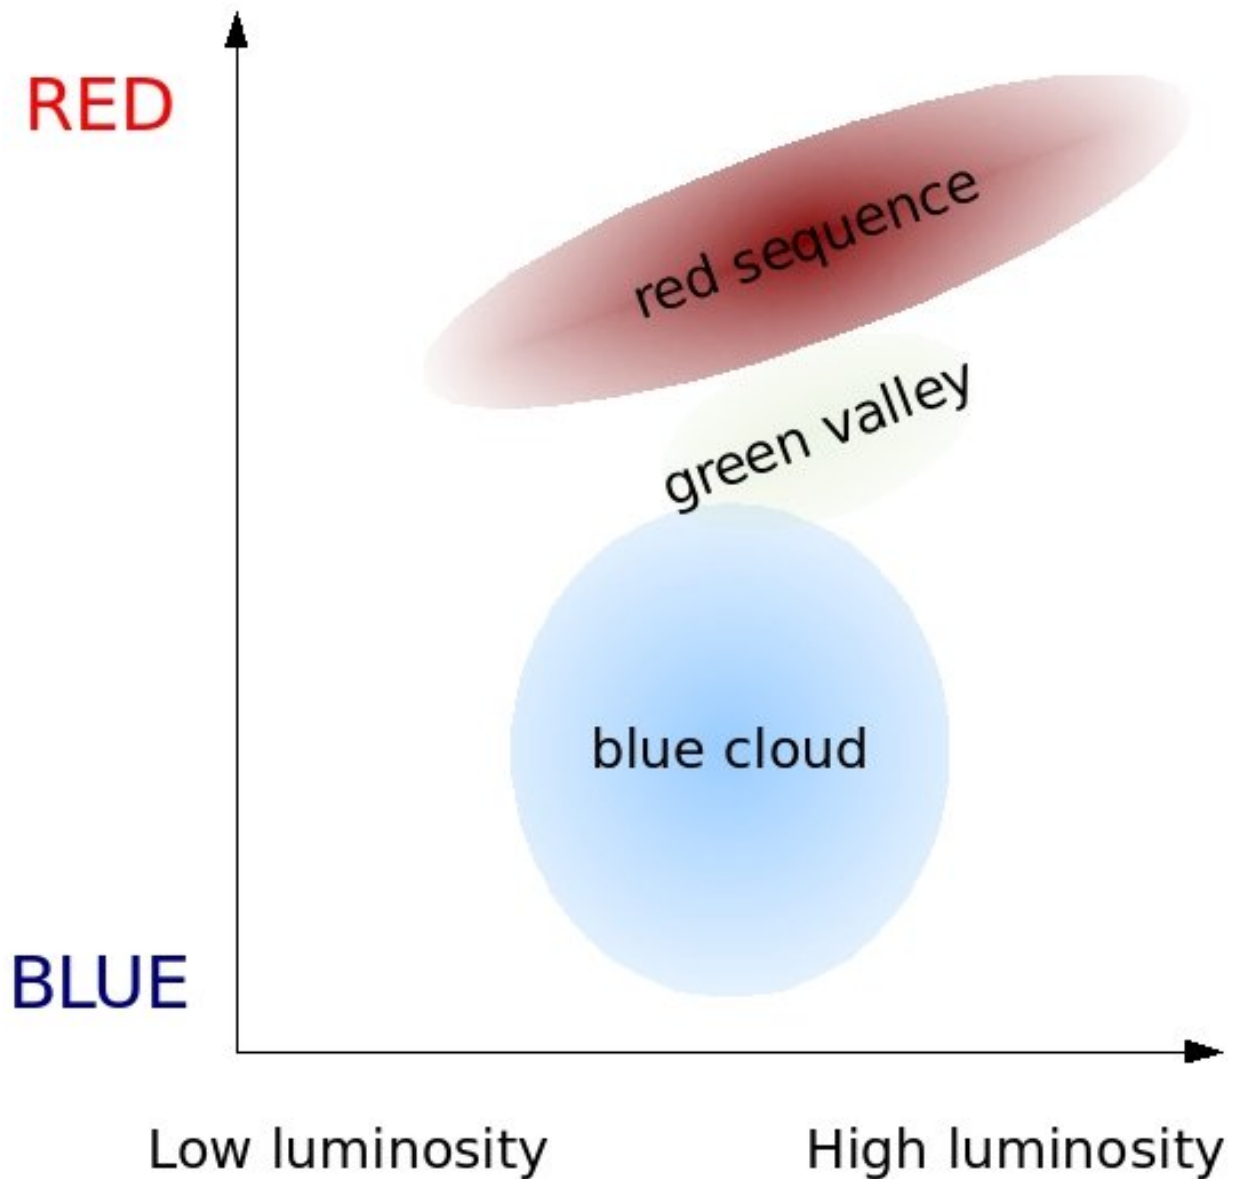 RED
red sequence
green valley
blue cloud
BLUE
Low luminosity
High luminosity